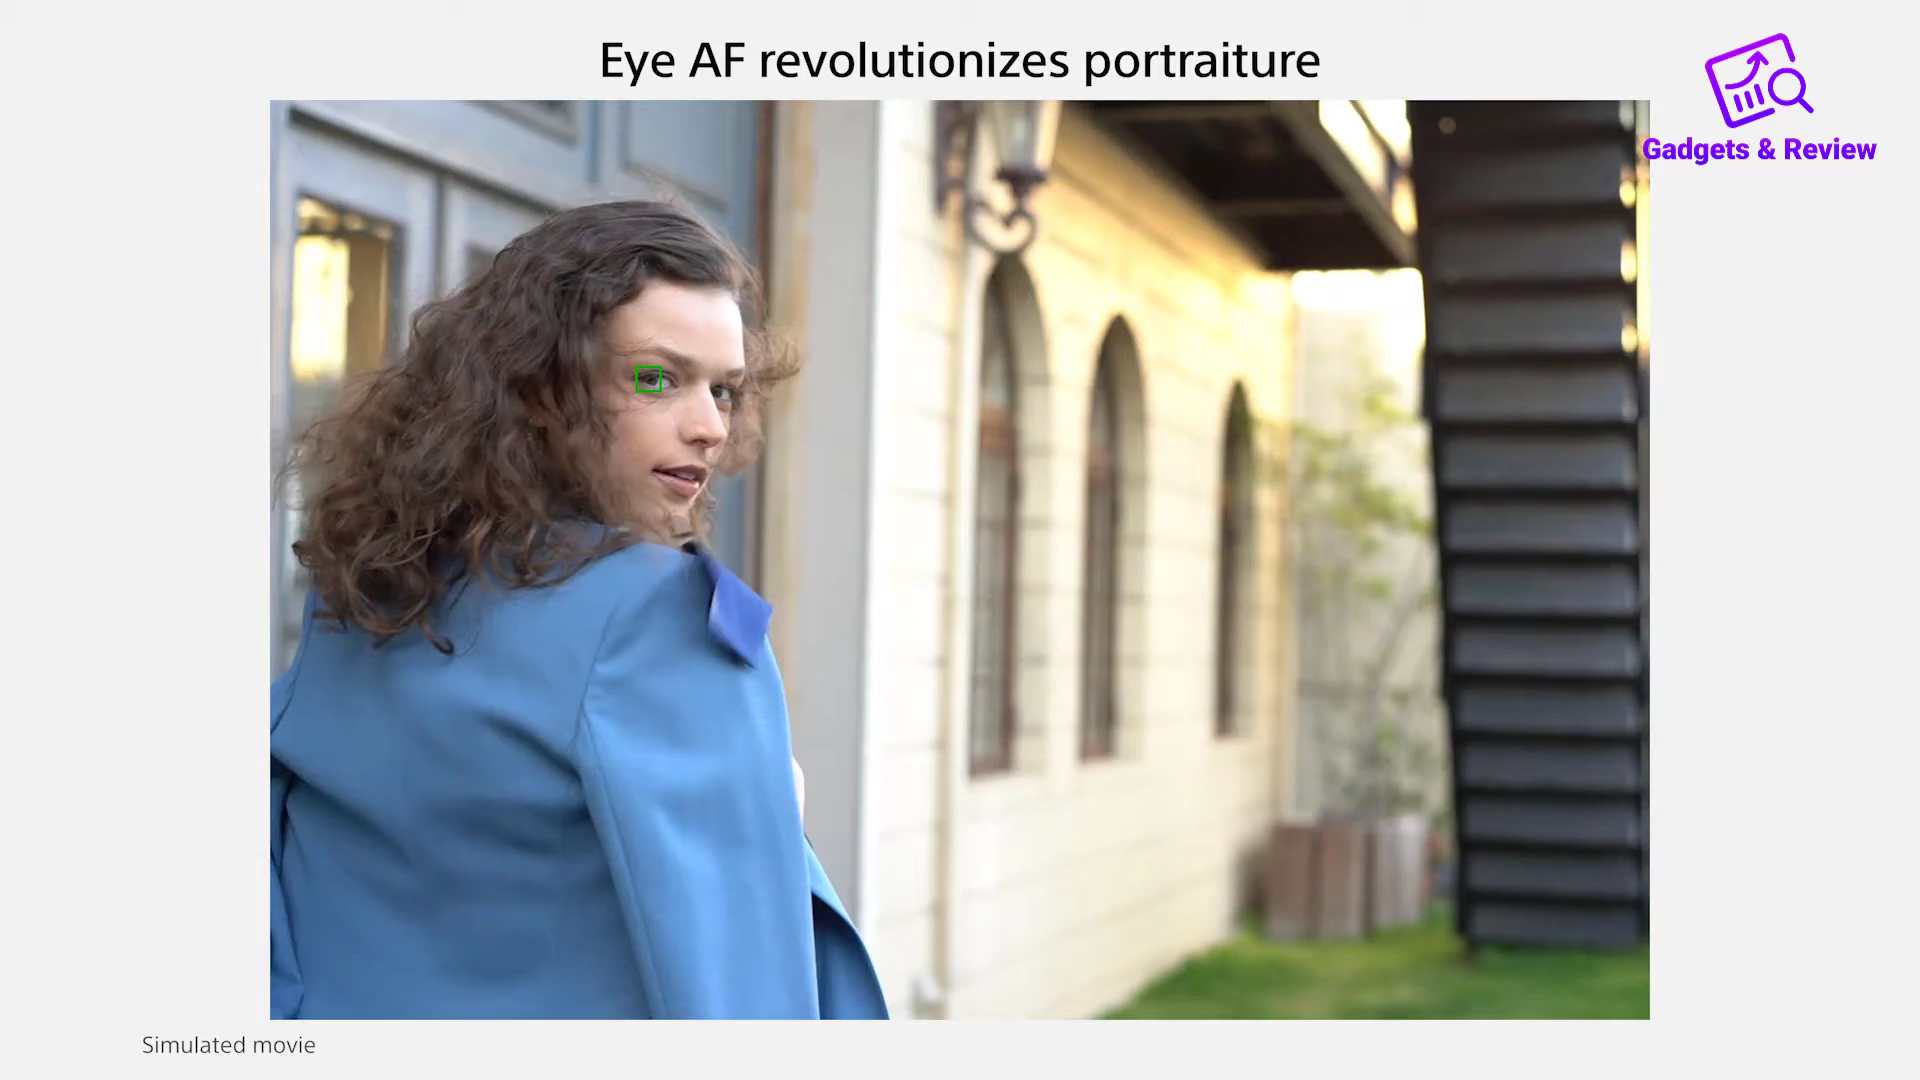 Eye AF revolutionizes portraiture
Gadgets & Review
Simulated movie